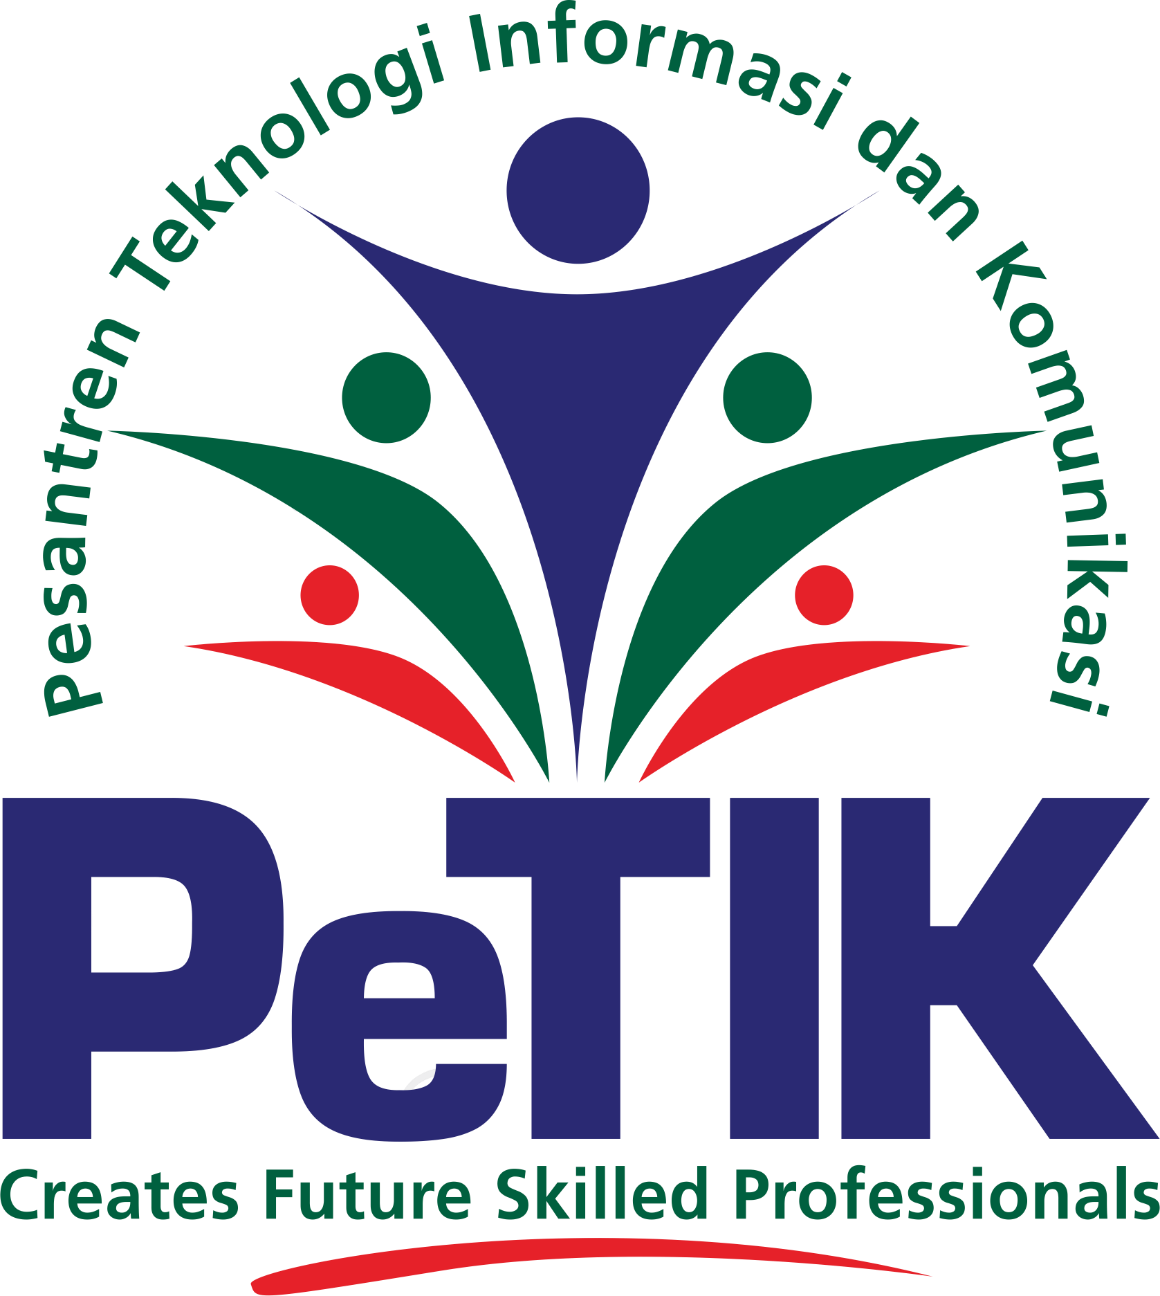 Pesantren Teknologi Informasi dan Komunikasi
PeTIK
Creates Future Skilled Professionals